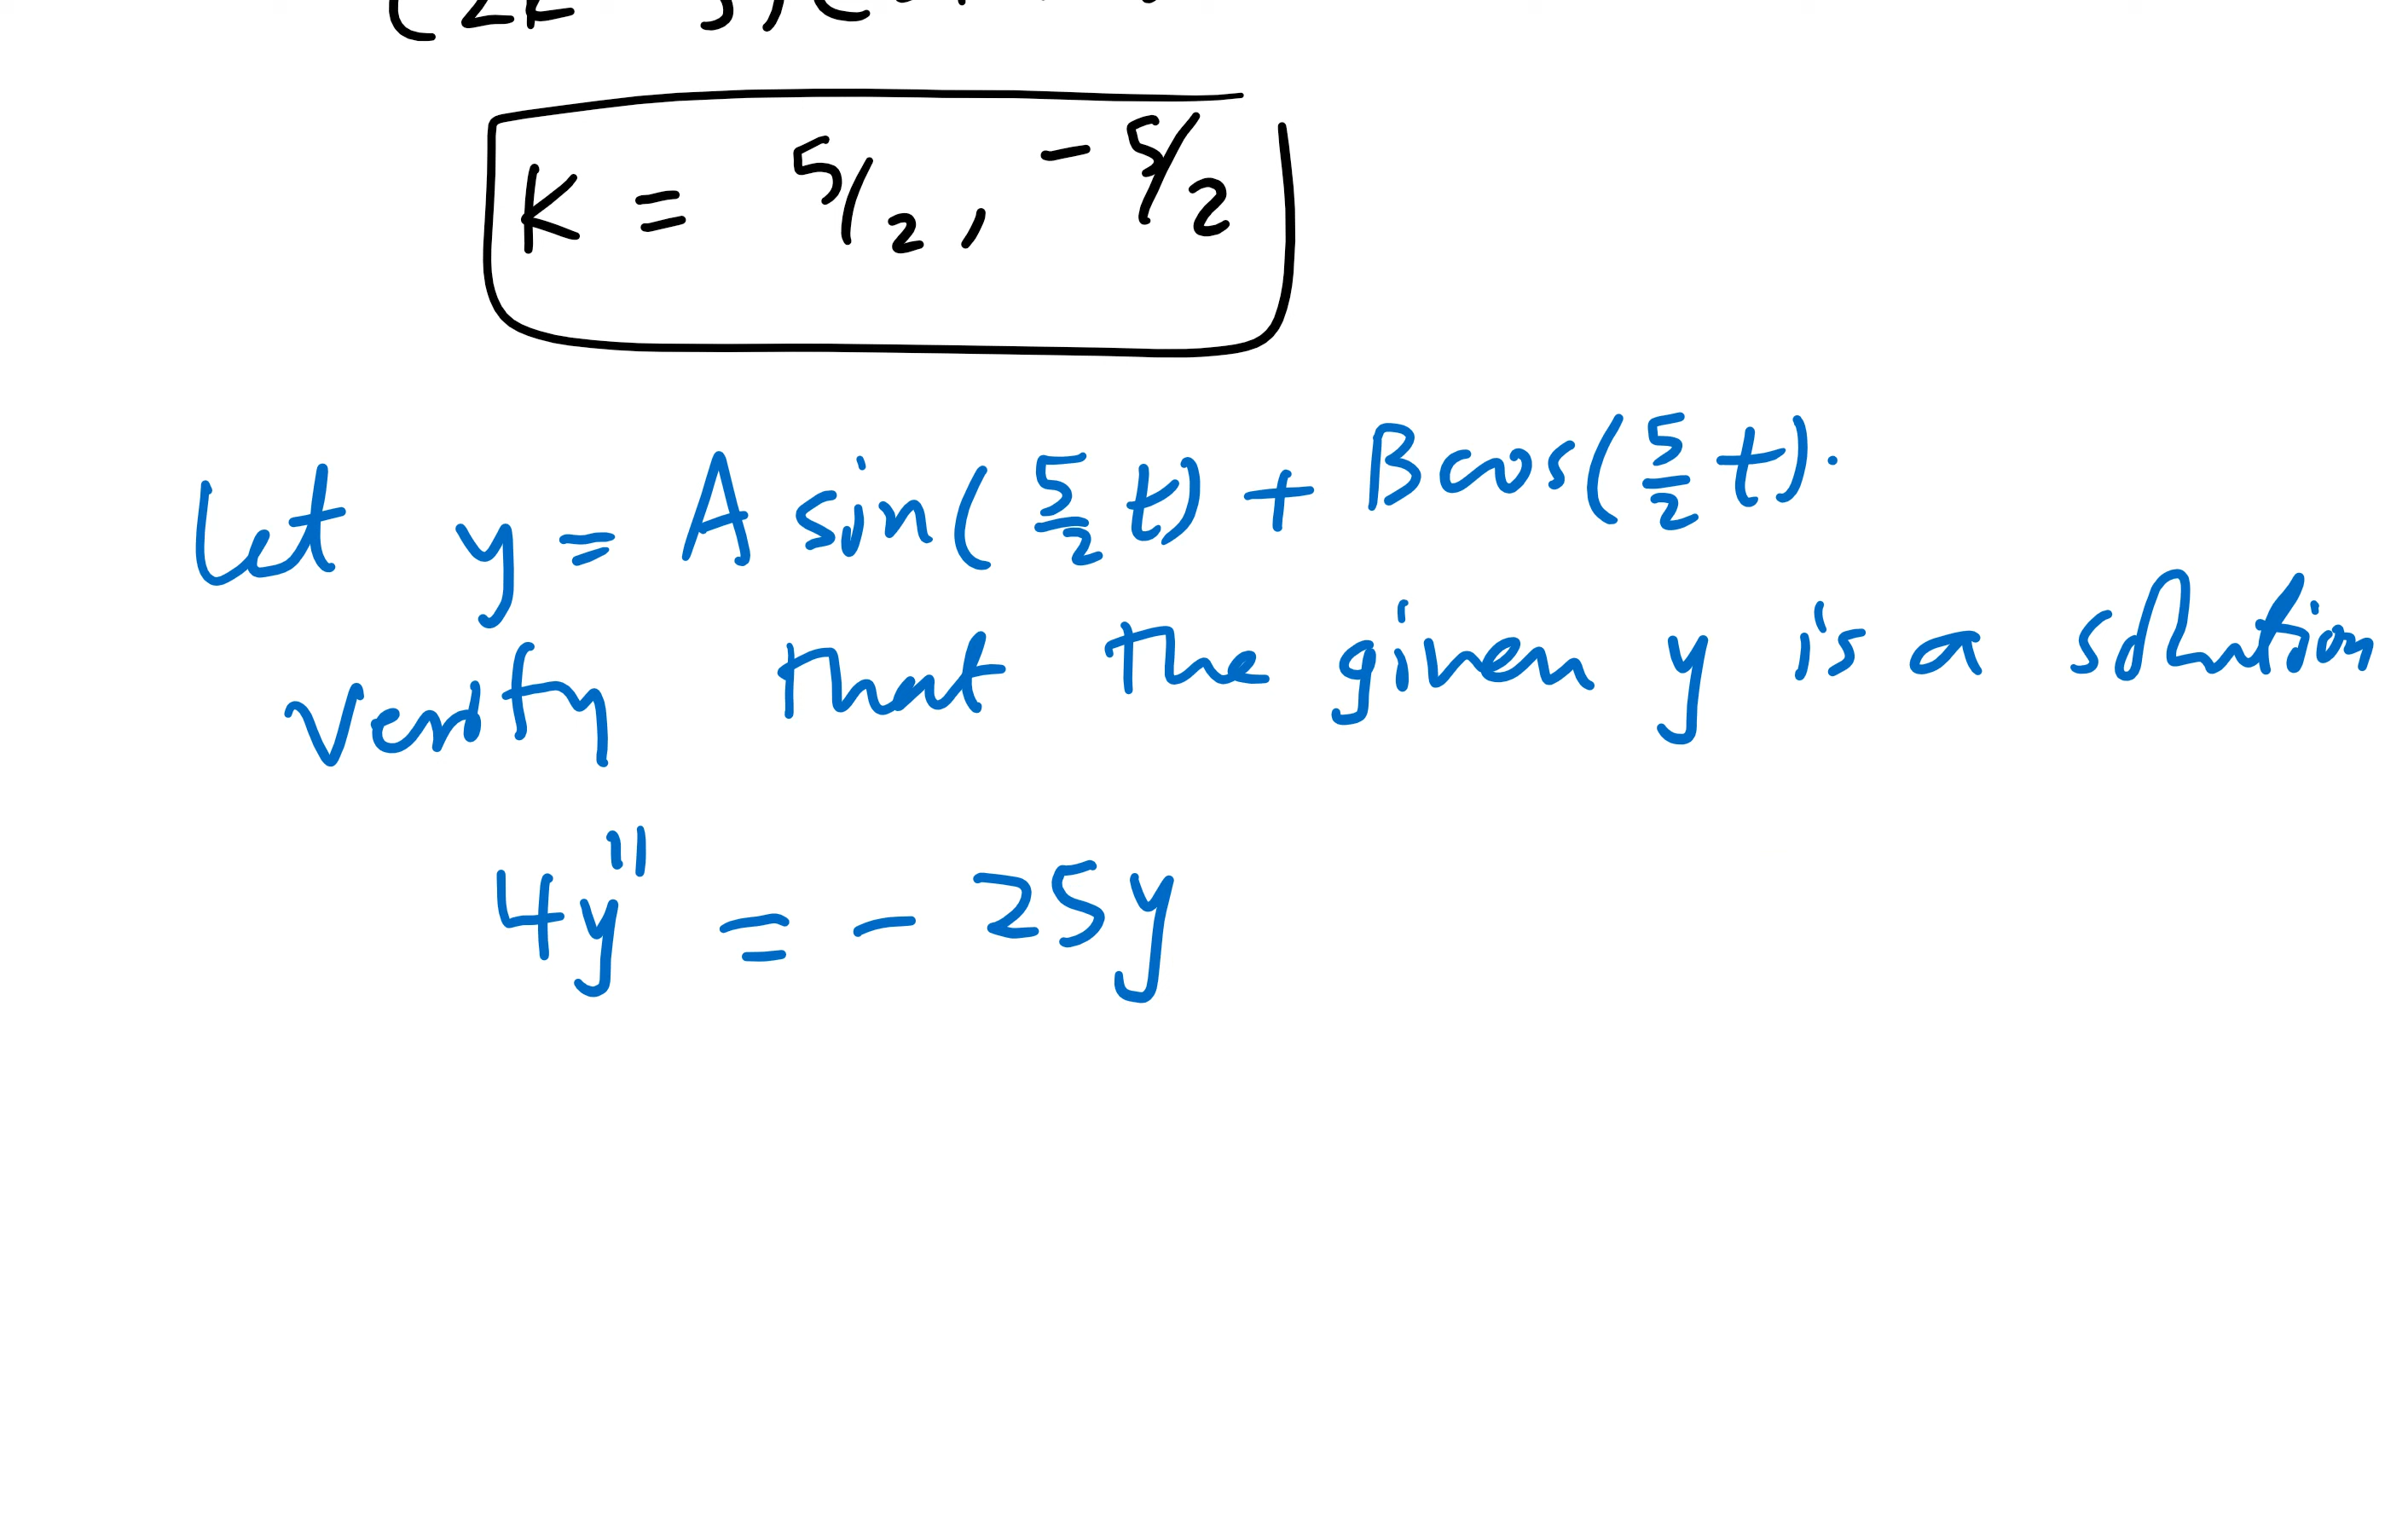 K = 5/2, - 5/2
Let y = A sin(5/2 t) + B cos(5/2 t).
verify that the given y is a solution
4y'' = - 25y